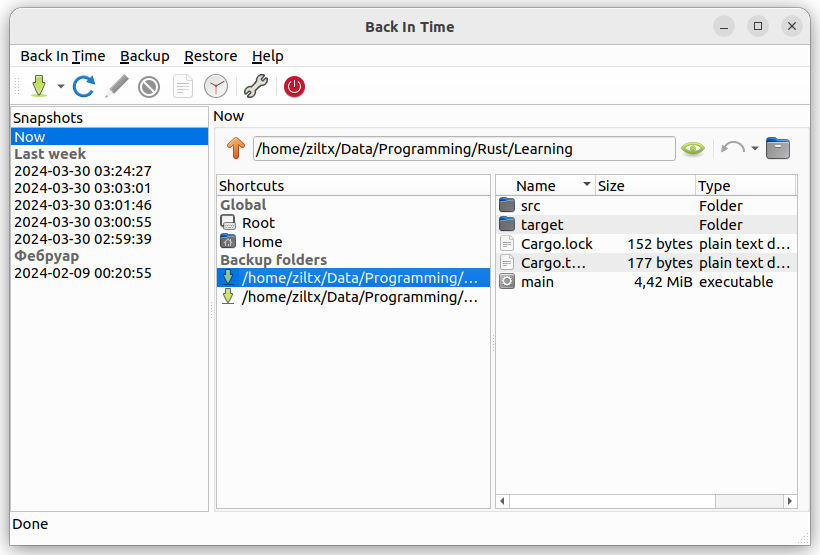 Back In Time
Back In Time Backup Restore Help
Snapshots
Now
Last week
2024-03-30 03:24:27
2024-03-30 03:03:01
2024-03-30 03:01:46
2024-03-30 03:00:55
2024-03-30 02:59:39
Фебруар
2024-02-09 00:20:55
Now
/home/ziltx/Data/Programming/Rust/Learning
Shortcuts
Global
Root
Home
Backup folders
/home/ziltx/Data/Programming/...
/home/ziltx/Data/Programming/...
Name Size Type
src Folder
target Folder
Cargo.lock 152 bytes plain text d...
Cargo.t... 177 bytes plain text d...
main 4,42 MiB executable
Done